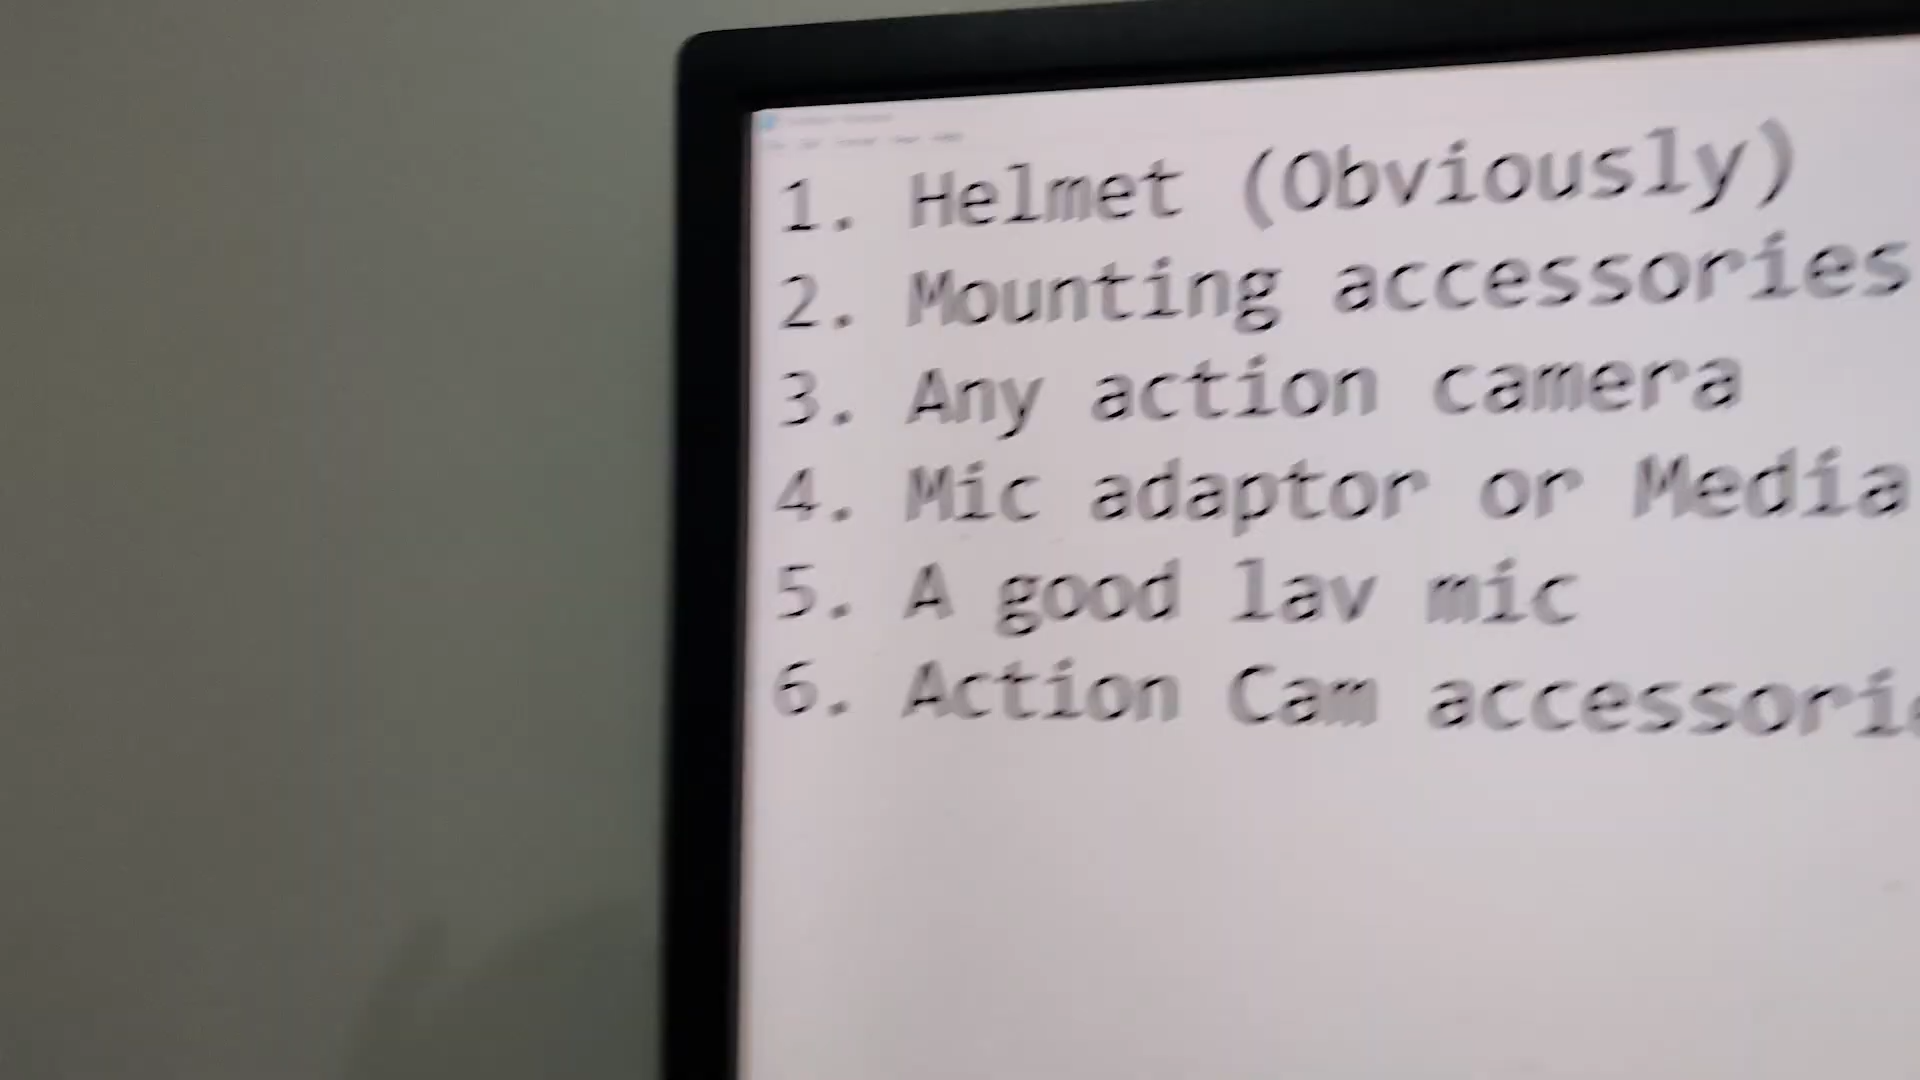 1. Helmet (Obviously)
2. Mounting accessories
3. Any action camera
4. Mic adaptor or Media
5. A good lav mic
6. Action Cam